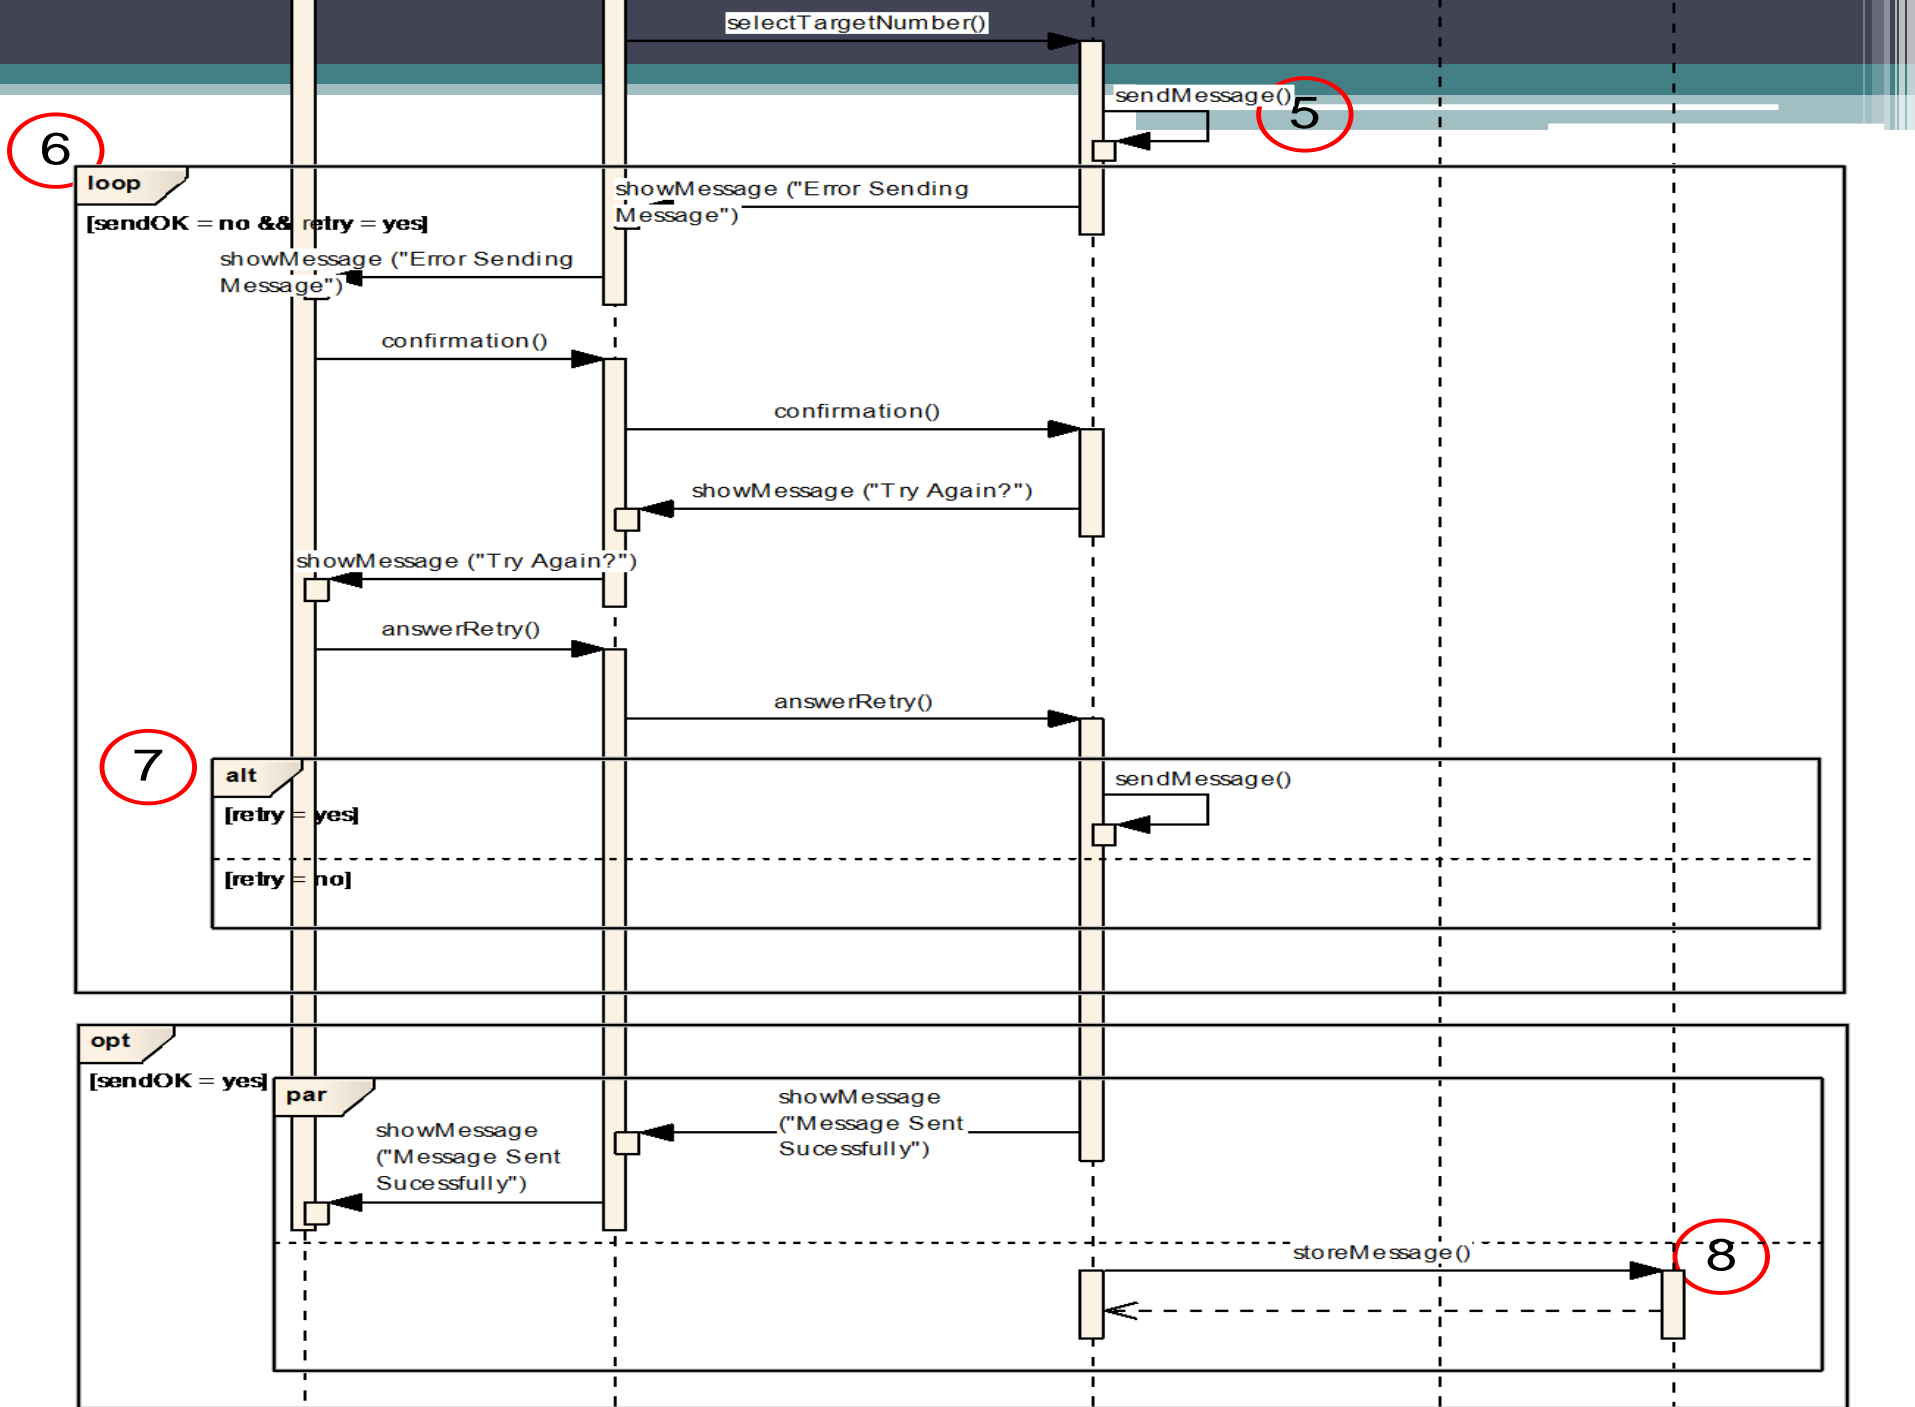 selectTargetNumber()
sendMessage()
5
6
loop
[sendOK = no && retry = yes]
showMessage ("Error Sending
Message")
showMessage ("Error Sending
Message")
confirmation()
confirmation()
showMessage ("Try Again?")
showMessage ("Try Again?")
answerRetry()
answerRetry()
7
alt
[retry = yes]
sendMessage()
[retry = no]
opt
[sendOK = yes]
par
showMessage
("Message Sent
Sucessfully")
showMessage
("Message Sent
Sucessfully")
storeMessage()
8